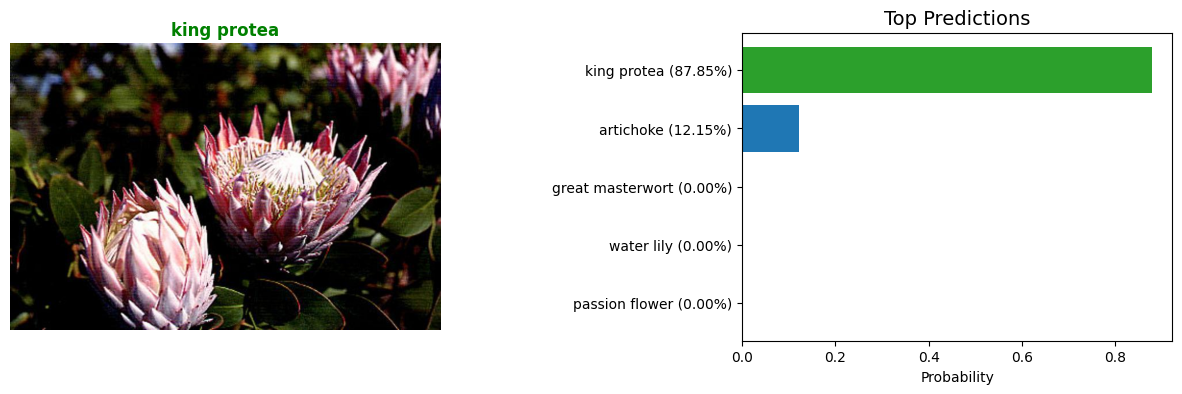 king protea
Top Predictions
king protea (87.85%)
artichoke (12.15%)
great masterwort (0.00%)
water lily (0.00%)
passion flower (0.00%)
0.0 0.2 0.4 0.6 0.8
Probability